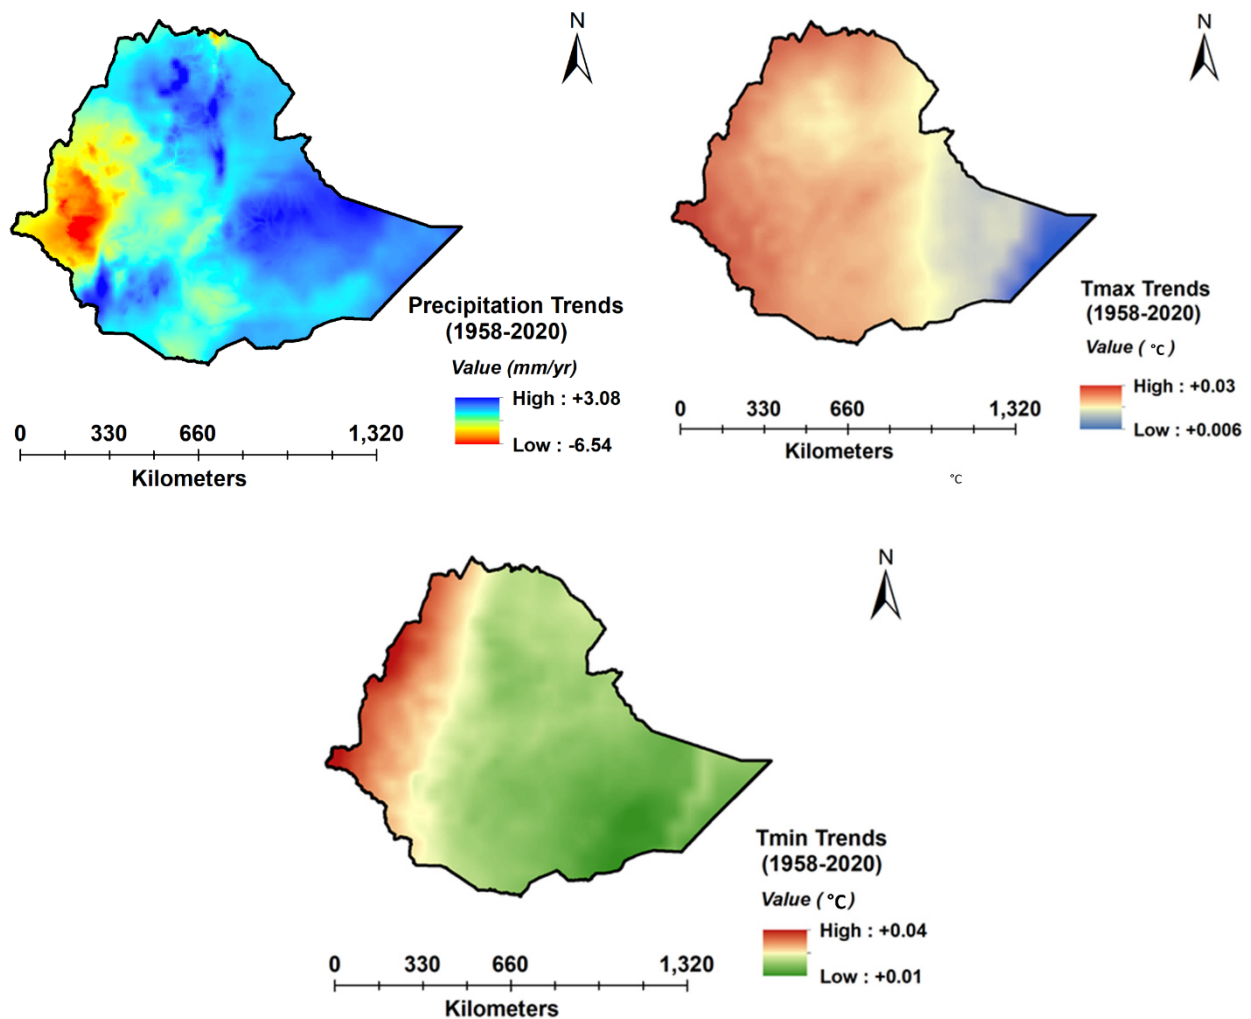 N
Precipitation Trends
(1958-2020)
Value (mm/yr)
High : +3.08
Low : -6.54
0 330 660 1,320
Kilometers
N
Tmax Trends
(1958-2020)
Value ( °C )
High : +0.03
Low : +0.006
0 330 660 1,320
Kilometers
°C
N
Tmin Trends
(1958-2020)
Value ( °C )
High : +0.04
Low : +0.01
0 330 660 1,320
Kilometers